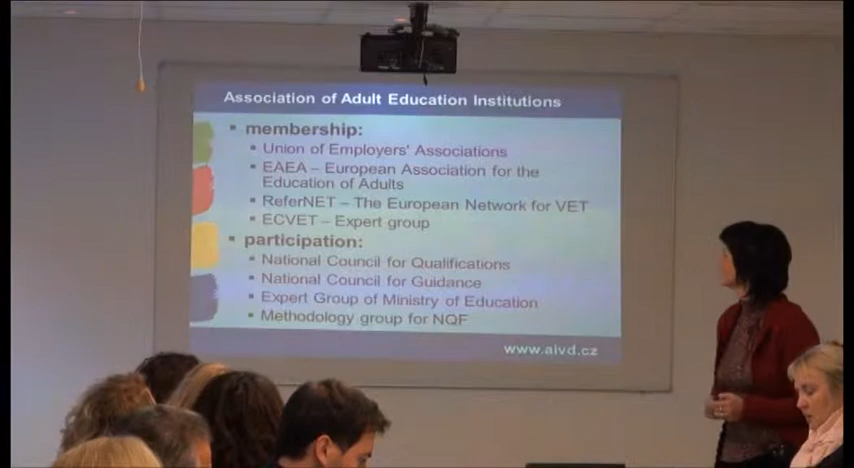 Association of Adult Education Institutions
membership:
Union of Employers' Associations
EAEA – European Association for the
Education of Adults
ReferNET – The European Network for VET
ECVET – Expert group
participation:
National Council for Qualifications
National Council for Guidance
Expert Group of Ministry of Education
Methodology group for NQF
www.aivd.cz